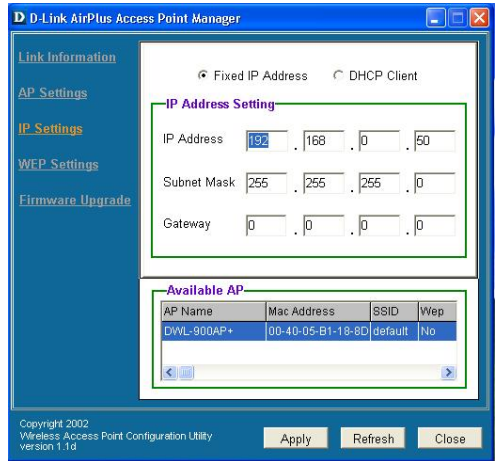 D D-Link AirPlus Access Point Manager
Link Information
AP Settings
IP Settings
WEP Settings
Firmware Upgrade
Fixed IP Address DHCP Client
IP Address Setting
IP Address 192 . 168 . 0 . 50
Subnet Mask 255 . 255 . 255 . 0
Gateway 0 . 0 . 0 . 0
Available AP
AP Name Mac Address SSID Wep
DWL-900AP+ 00-40-05-B1-18-8D default No
Copyright 2002
Wireless Access Point Configuration Utility
version 1.1d
Apply Refresh Close